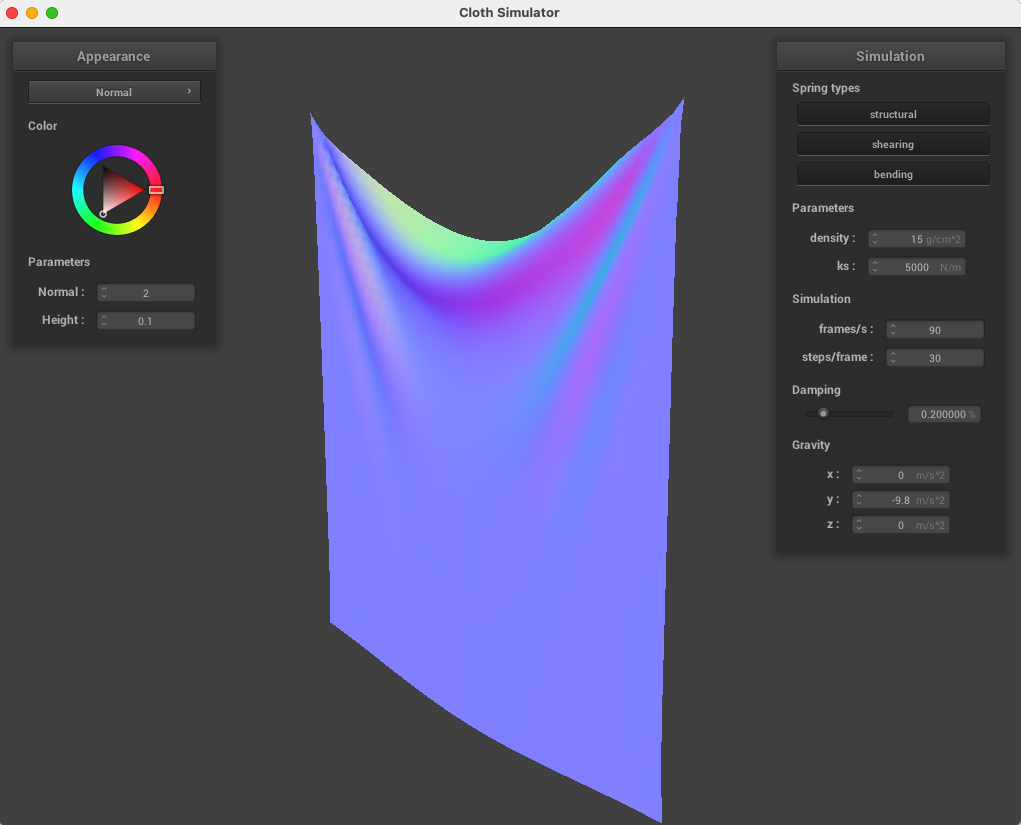 Cloth Simulator
Appearance
Normal ›
Color
Parameters
Normal : 2
Height : 0.1
Simulation
Spring types
structural
shearing
bending
Parameters
density : 15 g/cm^2
ks : 5000 N/m
Simulation
frames/s : 90
steps/frame : 30
Damping
0.200000 %
Gravity
x : 0 m/s^2
y : -9.8 m/s^2
z : 0 m/s^2